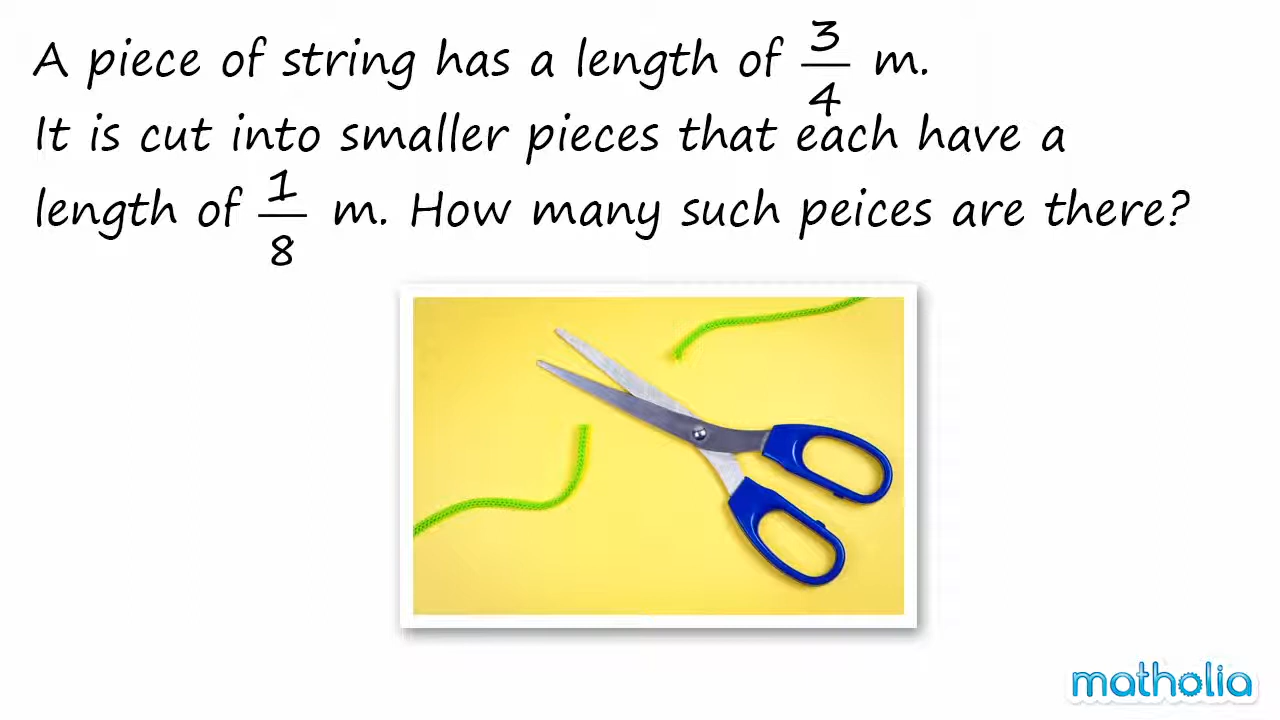 A piece of string has a length of 3/4 m.
It is cut into smaller pieces that each have a
length of 1/8 m. How many such peices are there?
matholia